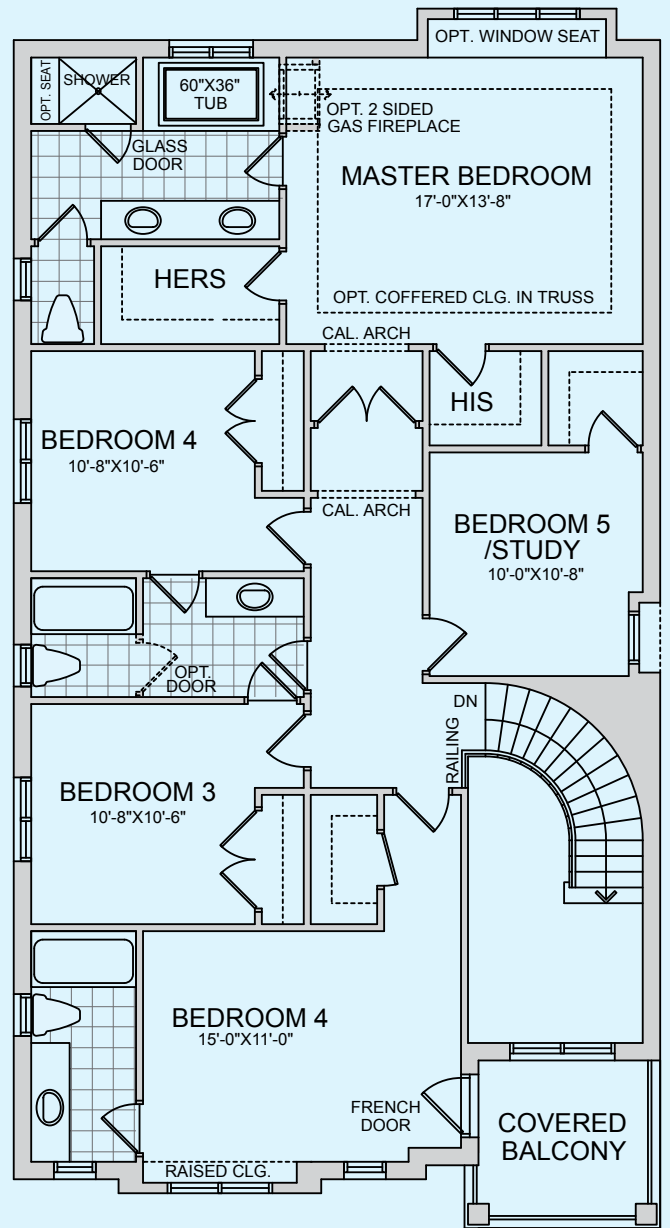 OPT. WINDOW SEAT
OPT. SEAT
SHOWER
60"X36"
TUB
OPT. 2 SIDED
GAS FIREPLACE
GLASS
DOOR
MASTER BEDROOM
17'-0"X13'-8"
HERS
OPT. COFFERED CLG. IN TRUSS
CAL. ARCH
HIS
BEDROOM 4
10'-8"X10'-6"
CAL. ARCH
BEDROOM 5
/STUDY
10'-0"X10'-8"
OPT.
DOOR
DN
RAILING
BEDROOM 3
10'-8"X10'-6"
BEDROOM 4
15'-0"X11'-0"
FRENCH
DOOR
COVERED
BALCONY
RAISED CLG.